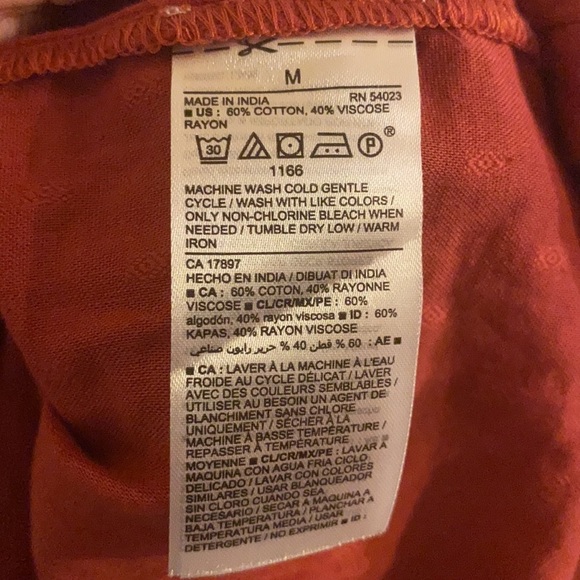 M
MADE IN INDIA RN 54023
■ US : 60% COTTON, 40% VISCOSE
RAYON
30 P ®
1166
MACHINE WASH COLD GENTLE
CYCLE / WASH WITH LIKE COLORS /
ONLY NON-CHLORINE BLEACH WHEN
NEEDED / TUMBLE DRY LOW / WARM
IRON
CA 17897
HECHO EN INDIA / DIBUAT DI INDIA
■ CA : 60% COTON, 40% RAYONNE
VISCOSE ■ CL/CR/MX/PE : 60%
algodón, 40% rayon viscosa ■ ID : 60%
KAPAS, 40% RAYON VISCOSE
■ AE : 60 % قطن 40 % حرير رايون صناعي
■ CA : LAVER À LA MACHINE À L'EAU
FROIDE AU CYCLE DÉLICAT / LAVER
AVEC DES COULEURS SEMBLABLES /
UTILISER AU BESOIN UN AGENT DE
BLANCHIMENT SANS CHLORE
UNIQUEMENT / SÉCHER À LA
MACHINE À BASSE TEMPÉRATURE /
REPASSER À TEMPÉRATURE
MOYENNE ■ CL/CR/MX/PE : LAVAR À
MAQUINA CON AGUA FRIA CICLO
DELICADO / LAVAR CON COLORES
SIMILARES / USAR BLANQUEADOR
SIN CLORO CUANDO SEA
NECESARIO / SECAR A MAQUINA A
BAJA TEMPERATURA / PLANCHAR A
TEMPERATURA MEDIA / USAR
DETERGENTE / NO EXPRIMIR ■ ID :